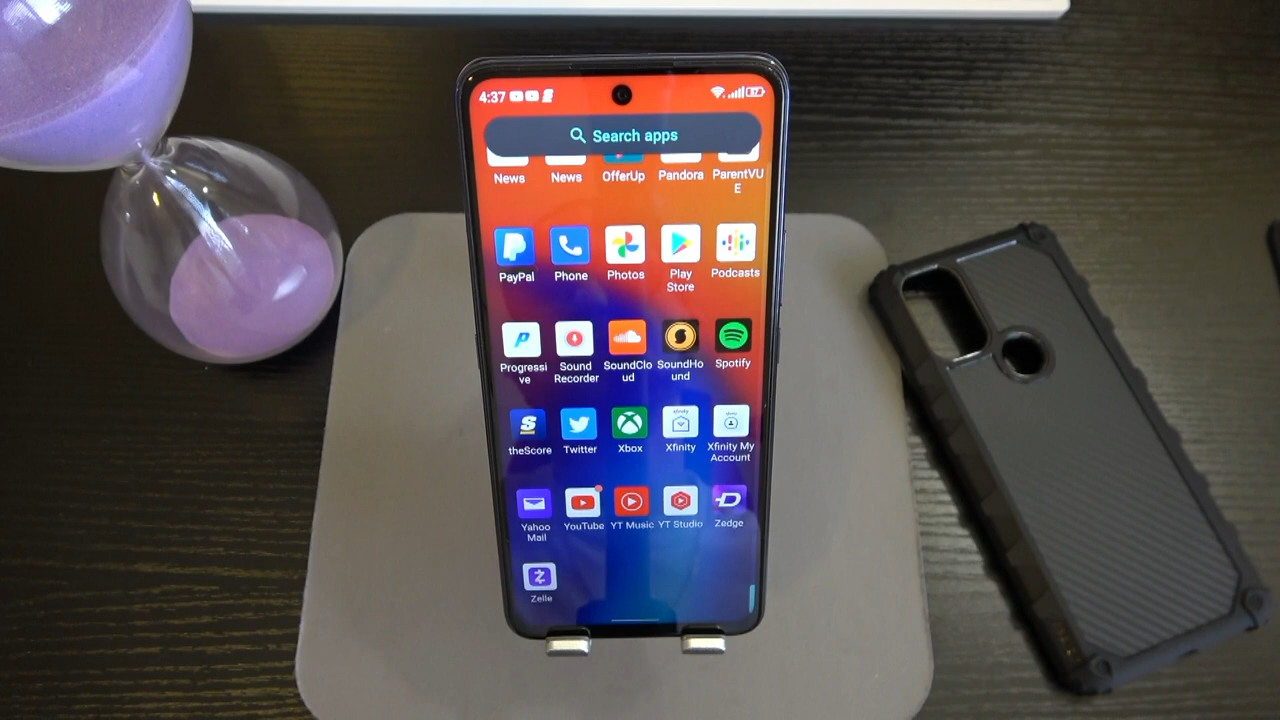 4:37
57
Search apps
News News OfferUp Pandora ParentVU
E
PayPal Phone Photos Play
Store Podcasts
Progressi
ve Sound
Recorder SoundClo
ud SoundHo
und Spotify
theScore Twitter Xbox Xfinity Xfinity My
Account
Yahoo
Mail YouTube YT Music YT Studio Zedge
Zelle